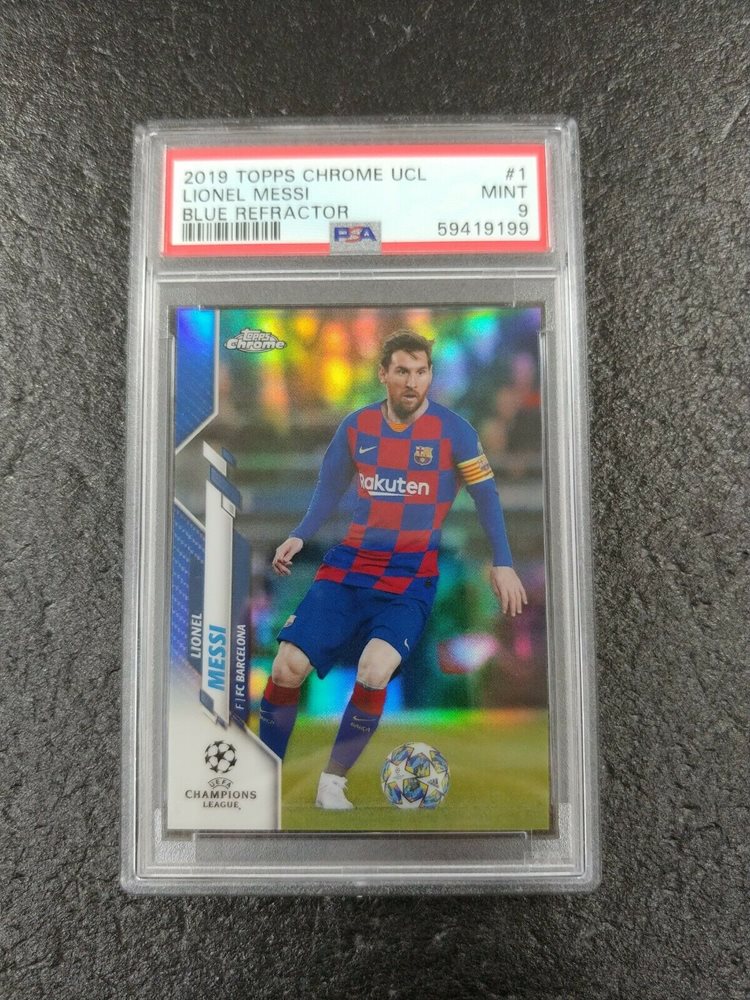 2019 TOPPS CHROME UCL #1
LIONEL MESSI MINT
BLUE REFRACTOR 9
PSA 59419199
Topps
Chrome
Rakuten
LIONEL
MESSI
F | FC BARCELONA
UEFA
CHAMPIONS
LEAGUE